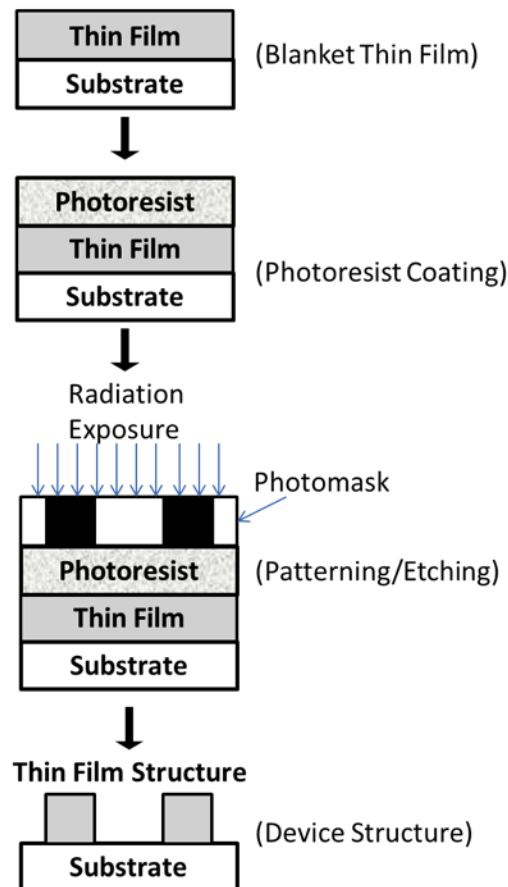 Thin Film
(Blanket Thin Film)
Substrate
Photoresist
Thin Film
(Photoresist Coating)
Substrate
Radiation
Exposure
Photomask
Photoresist
(Patterning/Etching)
Thin Film
Substrate
Thin Film Structure
(Device Structure)
Substrate